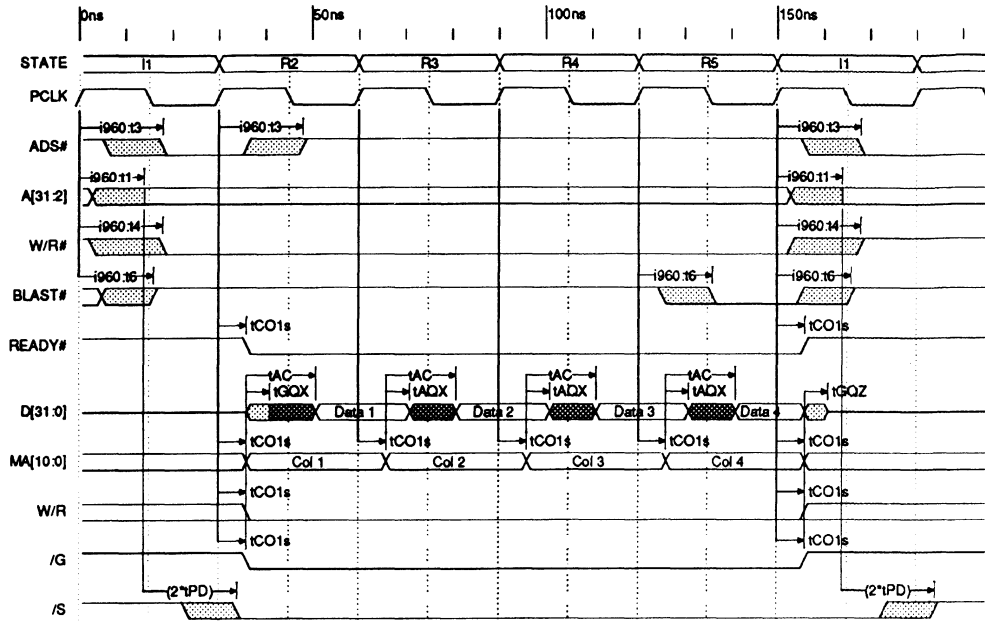 0ns 50ns 100ns 150ns
STATE I1 R2 R3 R4 R5 I1
PCLK
i960:t3 i960:t3 i960:t3
ADS#
i960:t1 i960:t1
A[31:2]
i960:t4 i960:t4
W/R#
i960:t6 i960:t6 i960:t6
BLAST#
tCO1s tCO1s
READY#
tAC tAC tAC tAC
tGQX tAQX tAQX tAQX tGQZ
D[31:0] Data 1 Data 2 Data 3 Data 4
tCO1s tCO1s tCO1s tCO1s tCO1s
MA[10:0] Col 1 Col 2 Col 3 Col 4
tCO1s tCO1s
W/R
tCO1s tCO1s
/G
(2*tPD) (2*tPD)
/S